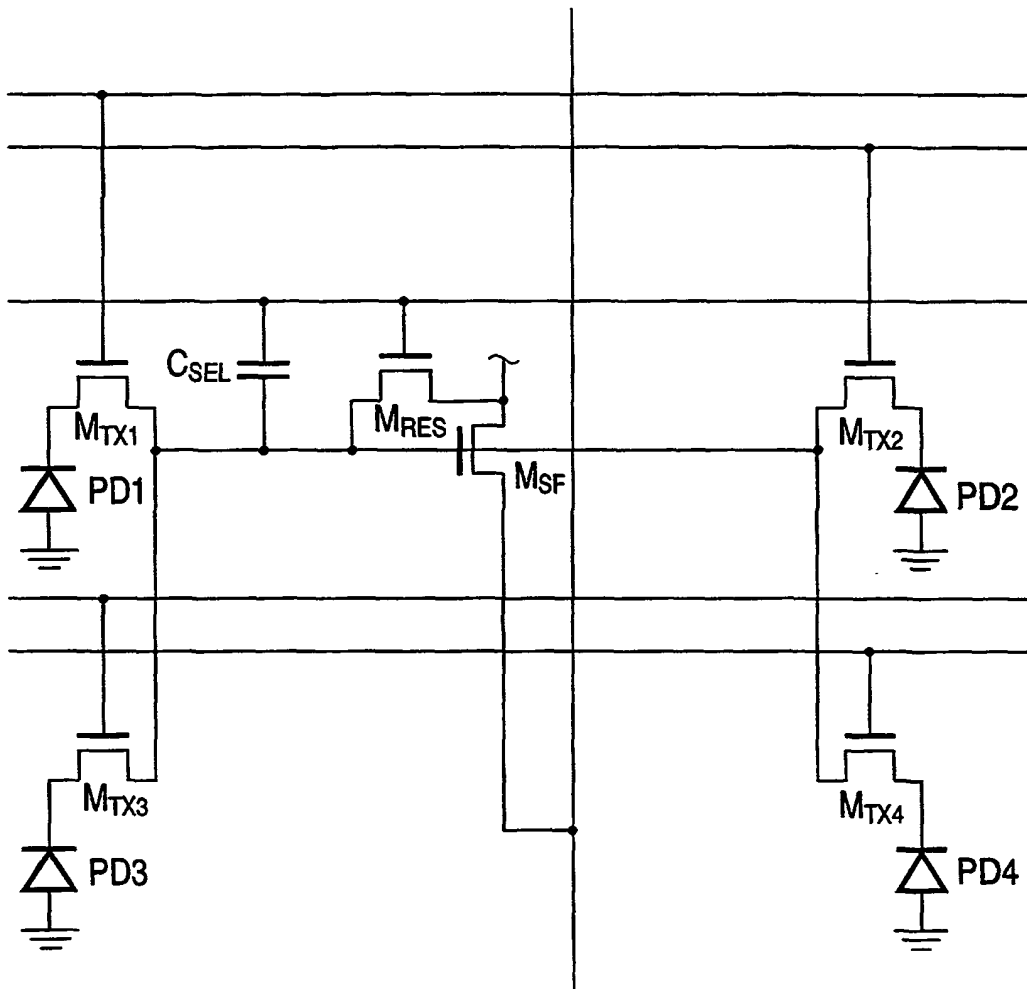 C_SEL
M_TX1
M_RES
M_TX2
PD1
M_SF
PD2
M_TX3
M_TX4
PD3
PD4